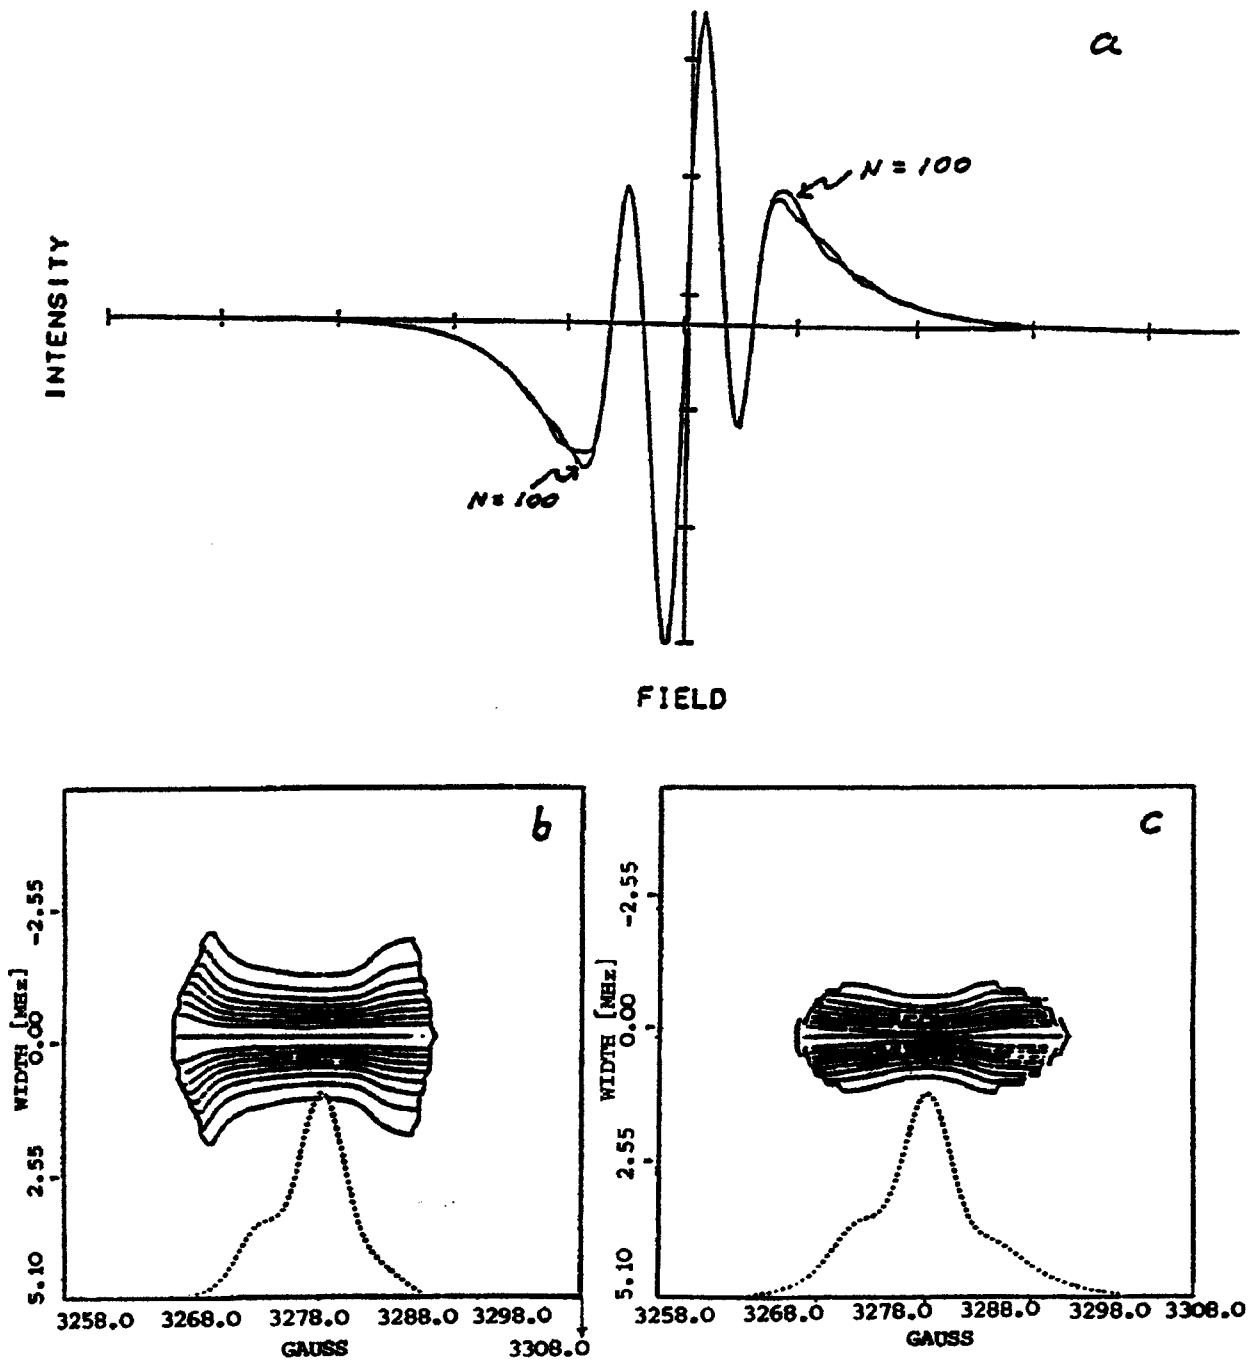 a
N = 100
INTENSITY
N = 100
FIELD
b
-2.55
0.00
2.55
5.10
WIDTH [MHz]
3258.0 3268.0 3278.0 3288.0 3298.0
3308.0
GAUSS
c
-2.55
0.00
2.55
5.10
WIDTH [MHz]
3258.0 3268.0 3278.0 3288.0 3298.0 3308.0
GAUSS